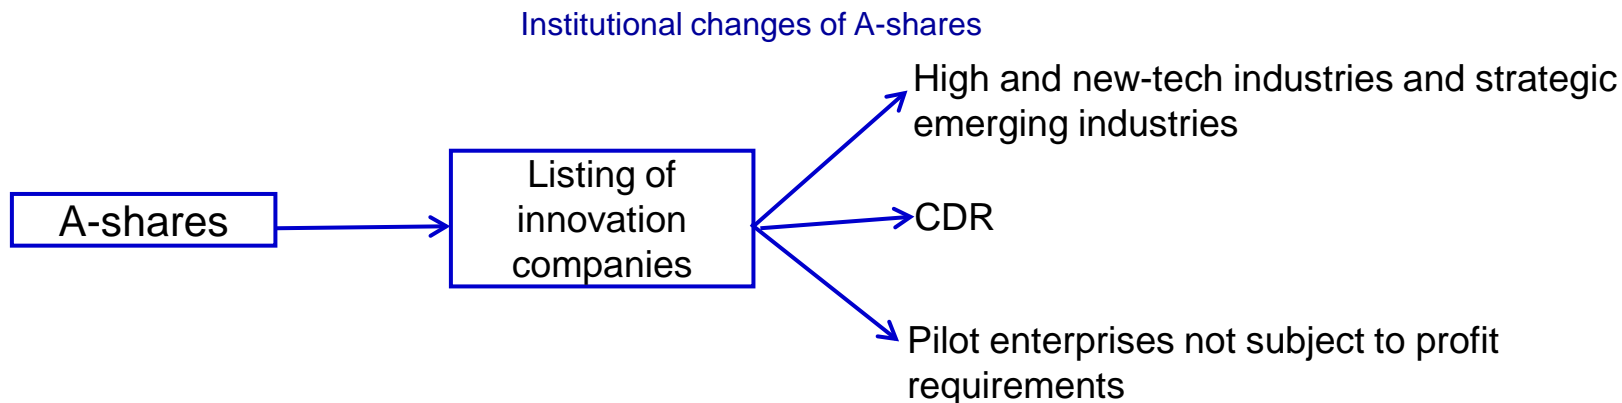 Institutional changes of A-shares
High and new-tech industries and strategic
emerging industries
Listing of
innovation
companies
A-shares
CDR
Pilot enterprises not subject to profit
requirements